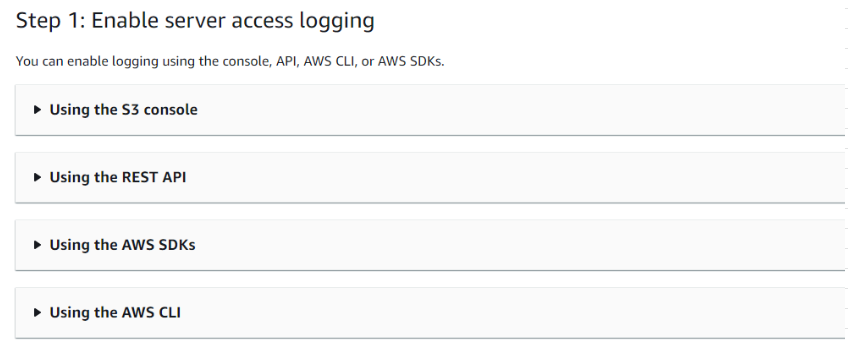 Step 1: Enable server access logging
You can enable logging using the console, API, AWS CLI, or AWS SDKs.
Using the S3 console
Using the REST API
Using the AWS SDKs
Using the AWS CLI